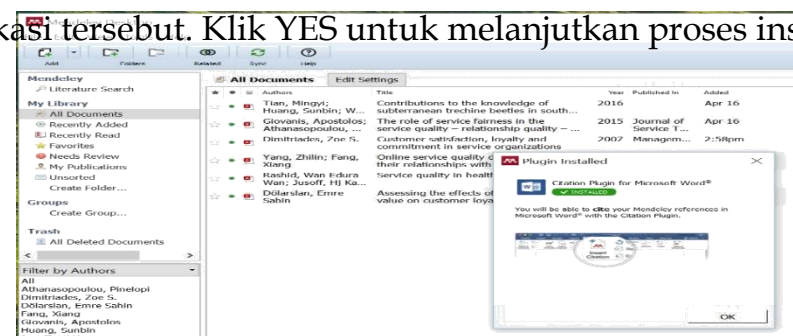 kasi tersebut. Klik YES untuk melanjutkan proses ins
Add
Folders
Related
Sync
Help
Mendeley
Literature Search
My Library
All Documents
Recently Added
Recently Read
Favorites
Needs Review
My Publications
Unsorted
Create Folder...
Groups
Create Group...
Trash
All Deleted Documents
Filter by Authors
All
Athanasopoulou, Pinelopi
Dimitriades, Zoe S.
Dölarslan, Emre Sahin
Fang, Xiang
Giovanis, Apostolos
Huang, Sunbin
All Documents Edit Settings
Authors Title Year Published In Added
Tian, Mingyi; Huang, Sunbin; W... Contributions to the knowledge of subterranean trechine beetles in south... 2016 Apr 16
Giovanis, Apostolos; Athanasopoulou, ... The role of service fairness in the service quality – relationship quality – ... 2015 Journal of Service T... Apr 16
Dimitriades, Zoe S. Customer satisfaction, loyalty and commitment in service organizations 2007 Managem... 2:58pm
Yang, Zhilin; Fang, Xiang Online service quality their relationships with
Rashid, Wan Edura Wan; Jusoff, Hj Ka... Service quality in health
Dölarslan, Emre Sahin Assessing the effects of value on customer loya
Plugin Installed
Citation Plugin for Microsoft Word®
INSTALLED
You will be able to cite your Mendeley references in
Microsoft Word® with the Citation Plugin.
Insert
Citation
OK